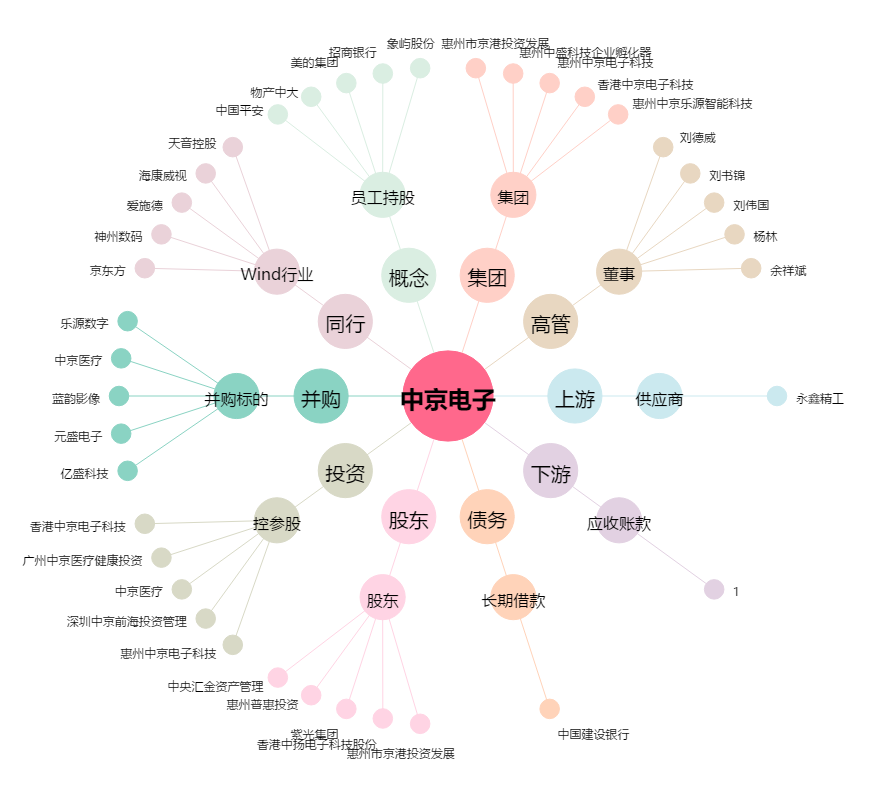 象屿股份
惠州市京港投资发展
招商银行
惠州中盛科技企业孵化器
美的集团
惠州中京电子科技
物产中大
香港中京电子科技
中国平安
惠州中京乐源智能科技
天音控股
刘德威
海康威视
刘书锦
员工持股
集团
爱施德
刘伟国
神州数码
杨林
京东方
Wind行业
概念
集团
董事
余祥斌
乐源数字
同行
高管
中京医疗
蓝韵影像
并购标的
并购
中京电子
上游
供应商
永鑫精工
元盛电子
亿盛科技
投资
下游
香港中京电子科技
控参股
股东
债务
应收账款
广州中京医疗健康投资
中京医疗
1
深圳中京前海投资管理
股东
长期借款
惠州中京电子科技
中央汇金资产管理
惠州普惠投资
紫光集团
中国建设银行
香港中扬电子科技股份
惠州市京港投资发展